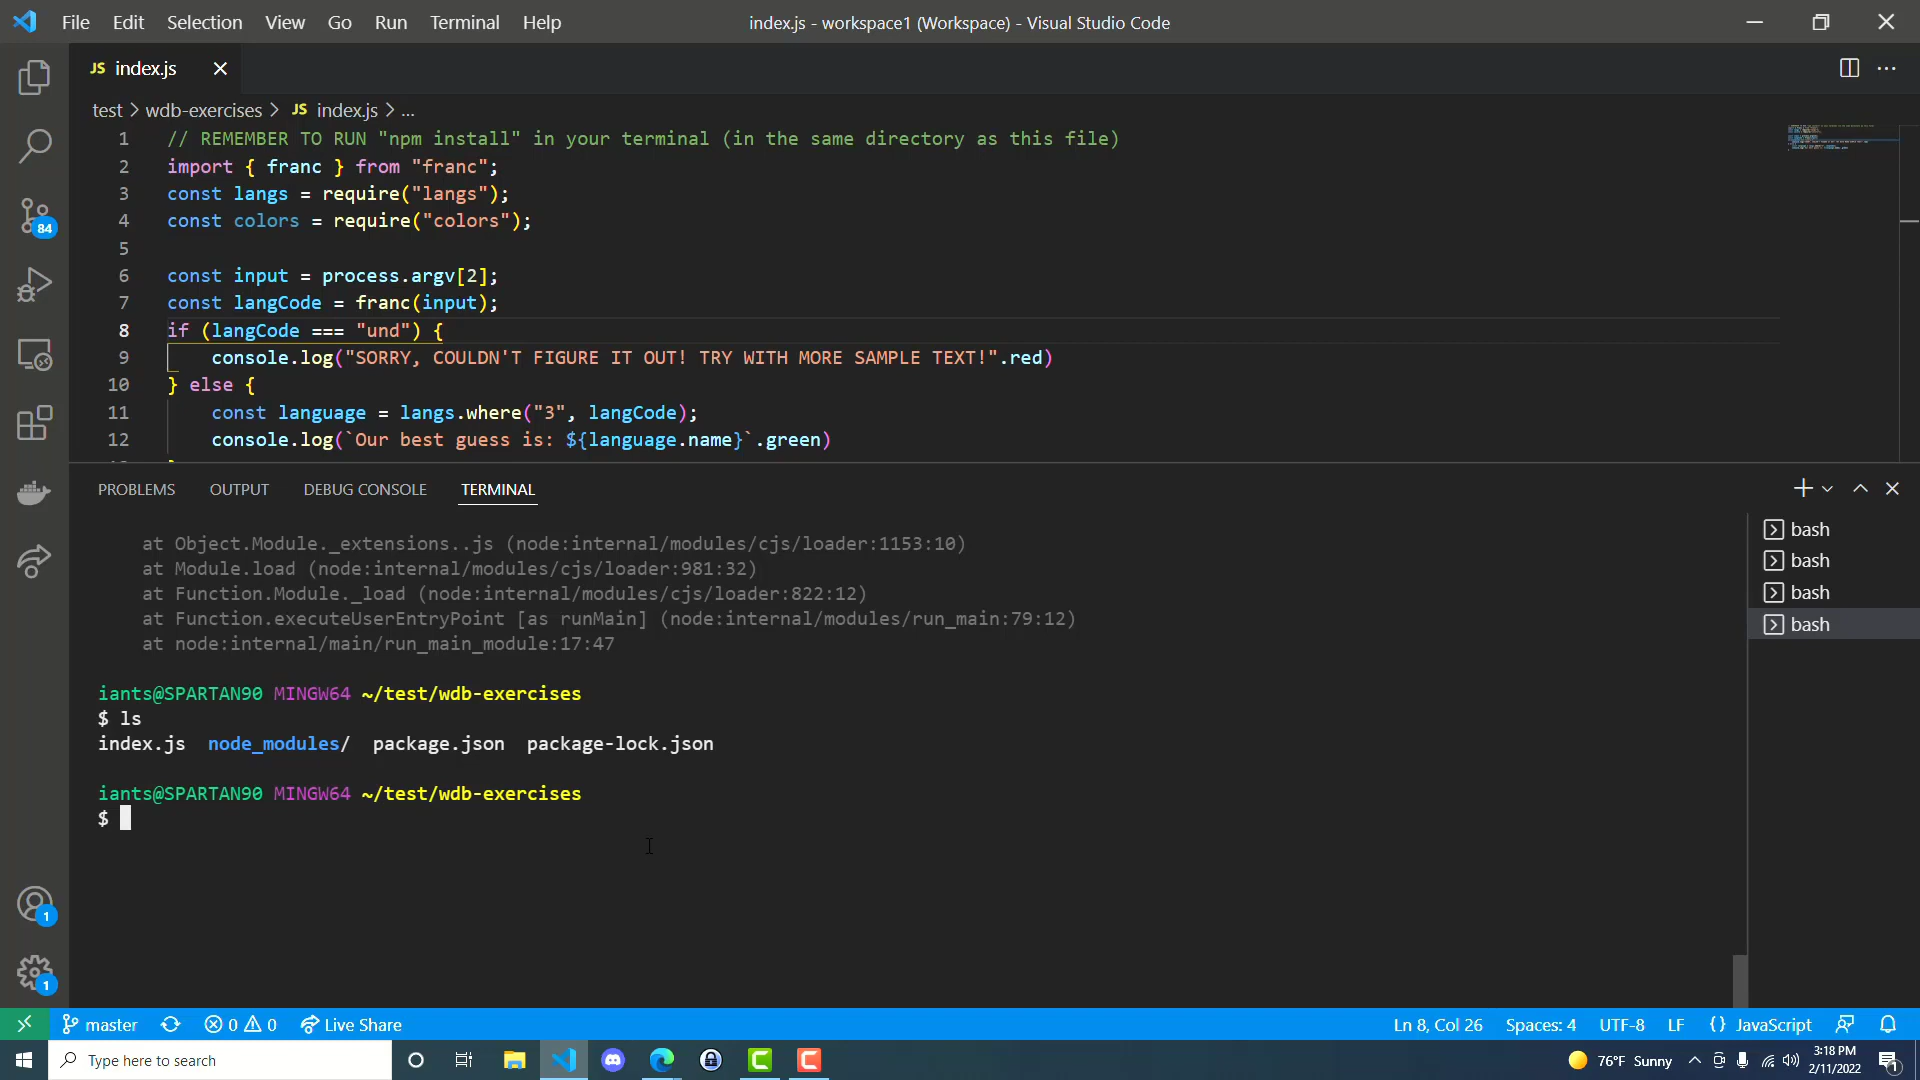 File Edit Selection View Go Run Terminal Help
index.js - workspace1 (Workspace) - Visual Studio Code
JS index.js
test > wdb-exercises > JS index.js > ...
1 // REMEMBER TO RUN "npm install" in your terminal (in the same directory as this file)
2 import { franc } from "franc";
3 const langs = require("langs");
4 const colors = require("colors");
5
6 const input = process.argv[2];
7 const langCode = franc(input);
8 if (langCode === "und") {
9 console.log("SORRY, COULDN'T FIGURE IT OUT! TRY WITH MORE SAMPLE TEXT!".red)
10 } else {
11 const language = langs.where("3", langCode);
12 console.log(`Our best guess is: ${language.name}`.green)
84
PROBLEMS OUTPUT DEBUG CONSOLE TERMINAL
at Object.Module._extensions..js (node:internal/modules/cjs/loader:1153:10)
at Module.load (node:internal/modules/cjs/loader:981:32)
at Function.Module._load (node:internal/modules/cjs/loader:822:12)
at Function.executeUserEntryPoint [as runMain] (node:internal/modules/run_main:79:12)
at node:internal/main/run_main_module:17:47
iants@SPARTAN90 MINGW64 ~/test/wdb-exercises
$ ls
index.js node_modules/ package.json package-lock.json
iants@SPARTAN90 MINGW64 ~/test/wdb-exercises
$
bash
bash
bash
bash
1
1
master 0 0 Live Share
Ln 8, Col 26 Spaces: 4 UTF-8 LF {} JavaScript
Type here to search
76°F Sunny
3:18 PM
2/11/2022
1